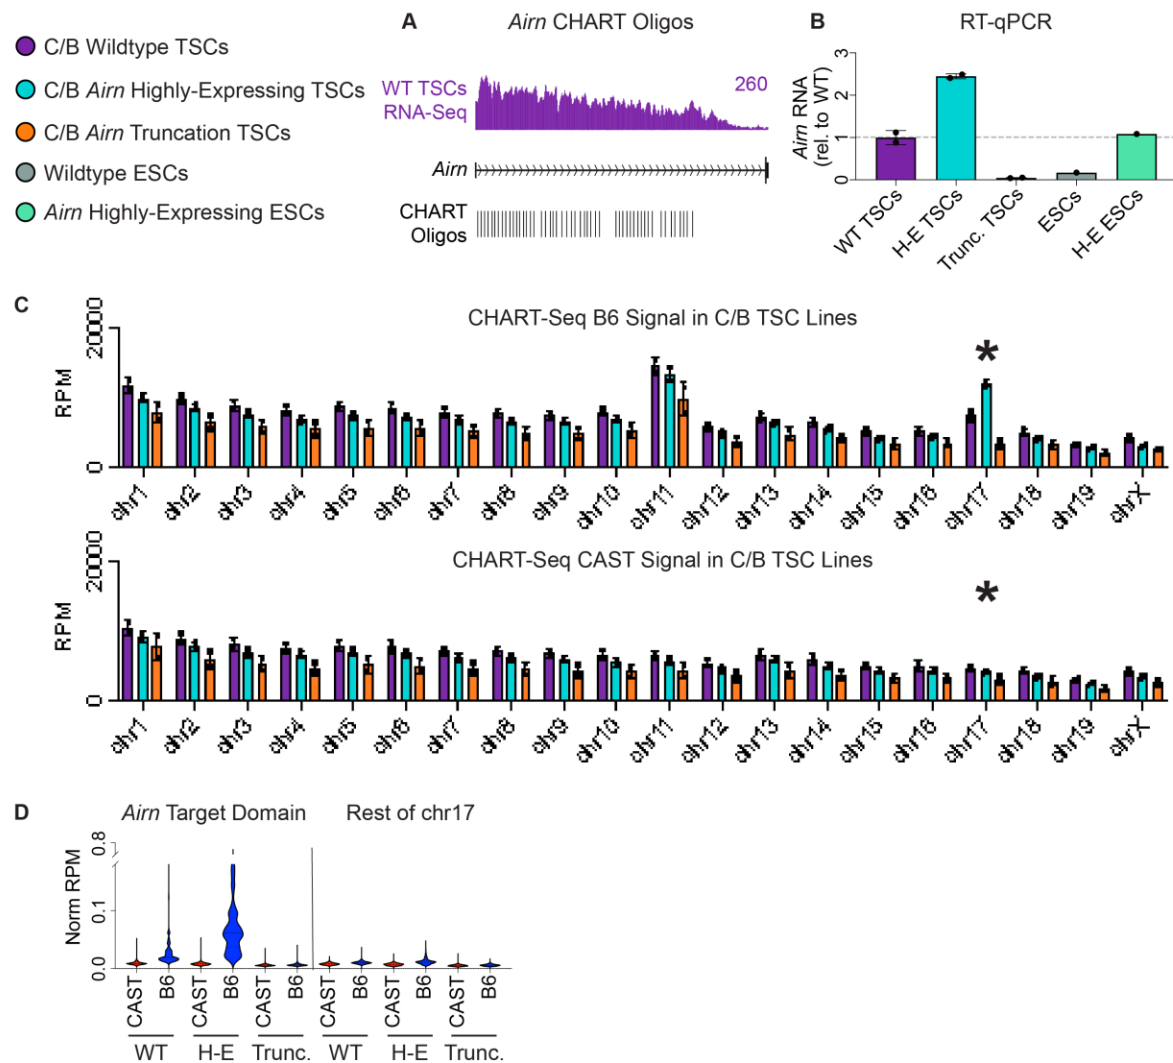 C/B Wildtype TSCs
C/B Airn Highly-Expressing TSCs
C/B Airn Truncation TSCs
Wildtype ESCs
Airn Highly-Expressing ESCs
A
Airn CHART Oligos
WT TSCs
RNA-Seq
260
Airn
CHART
Oligos
B
RT-qPCR
Airn RNA
(rel. to WT)
3
2
1
0
WT TSCs
H-E TSCs
Trunc. TSCs
ESCs
H-E ESCs
C
CHART-Seq B6 Signal in C/B TSC Lines
*
RPM
20000
0
chr1
chr2
chr3
chr4
chr5
chr6
chr7
chr8
chr9
chr10
chr11
chr12
chr13
chr14
chr15
chr16
chr17
chr18
chr19
chrX
CHART-Seq CAST Signal in C/B TSC Lines
*
RPM
20000
0
chr1
chr2
chr3
chr4
chr5
chr6
chr7
chr8
chr9
chr10
chr11
chr12
chr13
chr14
chr15
chr16
chr17
chr18
chr19
chrX
D
Airn Target Domain
Rest of chr17
Norm RPM
0.8
0.1
0.0
CAST
B6
CAST
B6
CAST
B6
CAST
B6
CAST
B6
CAST
B6
WT
H-E
Trunc.
WT
H-E
Trunc.